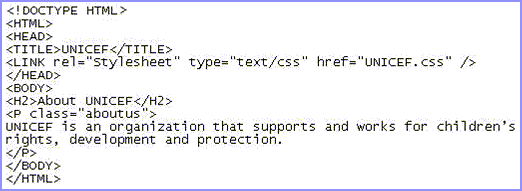 <!DOCTYPE HTML>
<HTML>
<HEAD>
<TITLE>UNICEF</TITLE>
<LINK rel="Stylesheet" type="text/css" href="UNICEF.css" />
</HEAD>
<BODY>
<H2>About UNICEF</H2>
<P class="aboutus">
UNICEF is an organization that supports and works for children's
rights, development and protection.
</P>
</BODY>
</HTML>